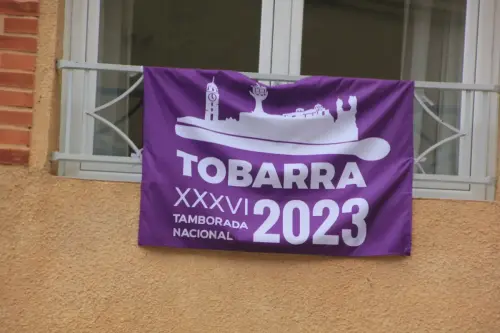 TOBARRA
XXXVI
TAMBORADA
NACIONAL
2023